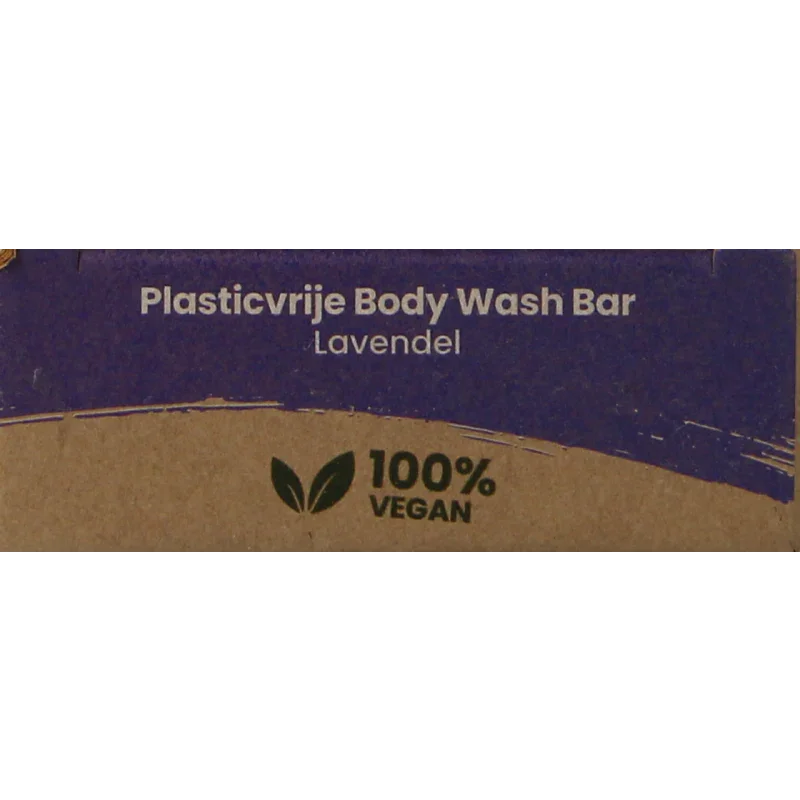 Plasticvrije Body Wash Bar
Lavendel
100%
VEGAN